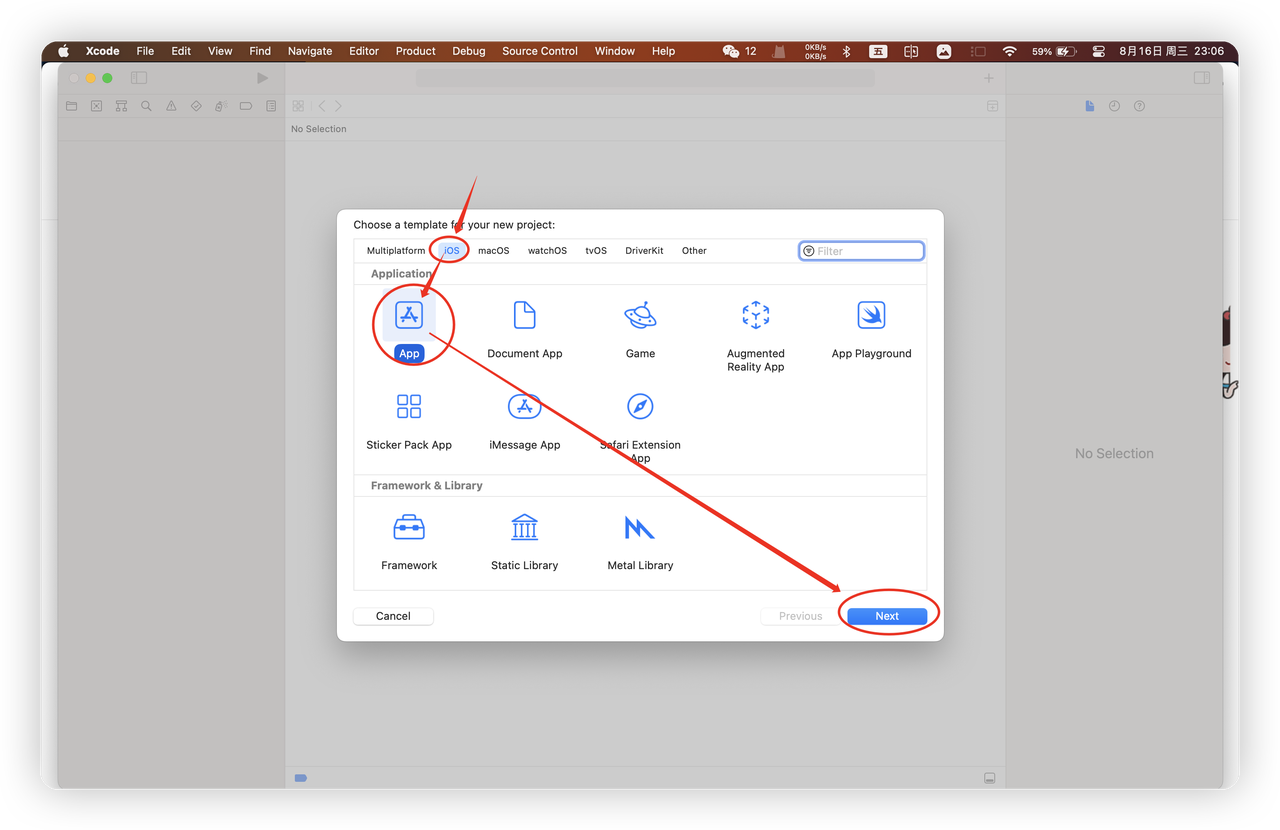 Xcode File Edit View Find Navigate Editor Product Debug Source Control Window Help 12 0KB/s 0KB/s 五 59% 8月16日 周三 23:06
No Selection
Choose a template for your new project:
Multiplatform iOS macOS watchOS tvOS DriverKit Other Filter
Application
App Document App Game Augmented Reality App App Playground
Sticker Pack App iMessage App Safari Extension App
No Selection
Framework & Library
Framework Static Library Metal Library
Cancel Previous Next